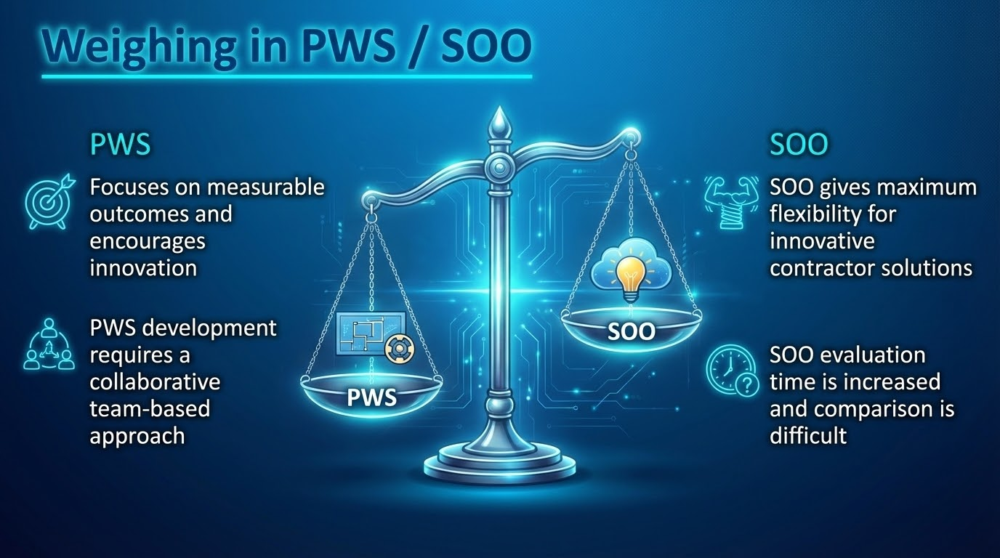 Weighing in PWS / SOO
PWS
Focuses on measurable
outcomes and
encourages
innovation
PWS development
requires a
collaborative
team-based
approach
PWS
SOO
SOO
SOO gives maximum
flexibility for
innovative
contractor solutions
?
SOO evaluation
time is increased
and comparison is
difficult